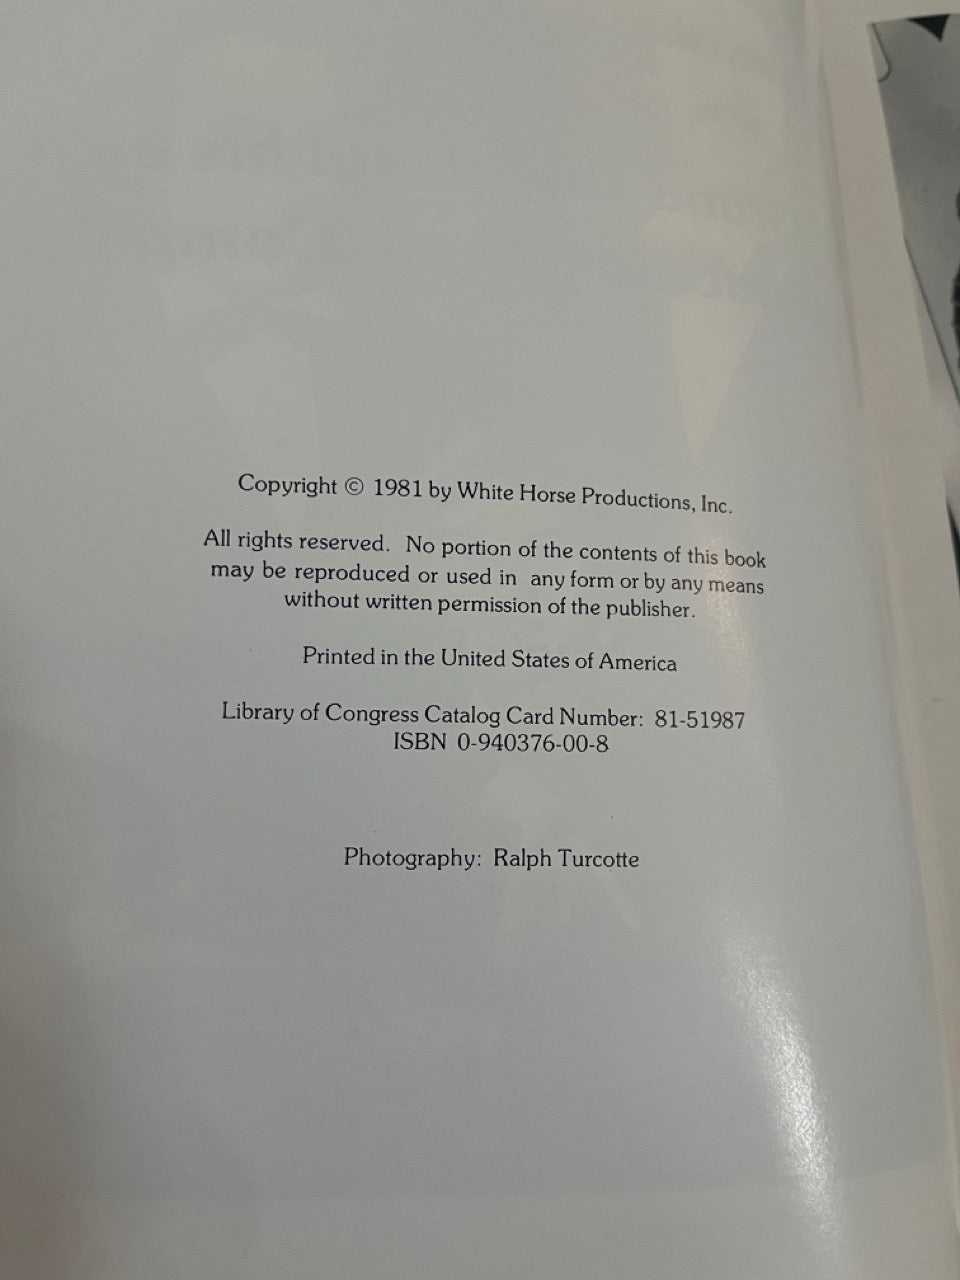 Copyright © 1981 by White Horse Productions, Inc.
All rights reserved. No portion of the contents of this book
may be reproduced or used in any form or by any means
without written permission of the publisher.
Printed in the United States of America
Library of Congress Catalog Card Number: 81-51987
ISBN 0-940376-00-8
Photography: Ralph Turcotte